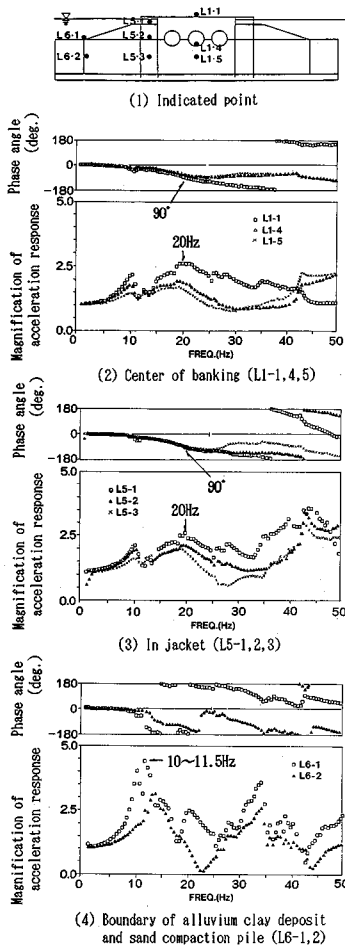 L1-1
L5-1
L6-1
L5-2
L1-4
L6-2
L5-3
L1-5
(1) Indicated point
Phase angle (deg.)
180
0
-180
90°
Magnification of acceleration response
5.0
2.5
0.0
20Hz
L1-1
L1-4
L1-5
0 10 20 30 40 50
FREQ.(Hz)
(2) Center of banking (L1-1,4,5)
Phase angle (deg.)
180
0
-180
90°
Magnification of acceleration response
5.0
2.5
0.0
L5-1
L5-2
L5-3
20Hz
0 10 20 30 40 50
FREQ.(Hz)
(3) In jacket (L5-1,2,3)
Phase angle (deg.)
180
0
-180
Magnification of acceleration response
5.0
2.5
0.0
10~11.5Hz
L6-1
L6-2
0 10 20 30 40 50
FREQ.(Hz)
(4) Boundary of alluvium clay deposit
and sand compaction pile (L6-1,2)